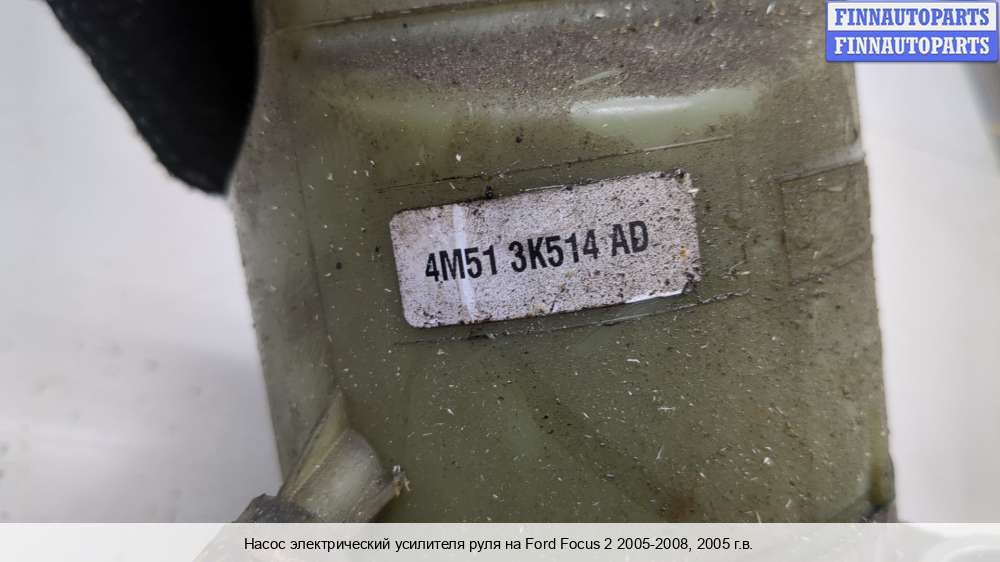 FINNAUTOPARTS
FINNAUTOPARTS
4M51 3K514 AD
Насос электрический усилителя руля на Ford Focus 2 2005-2008, 2005 г.в.